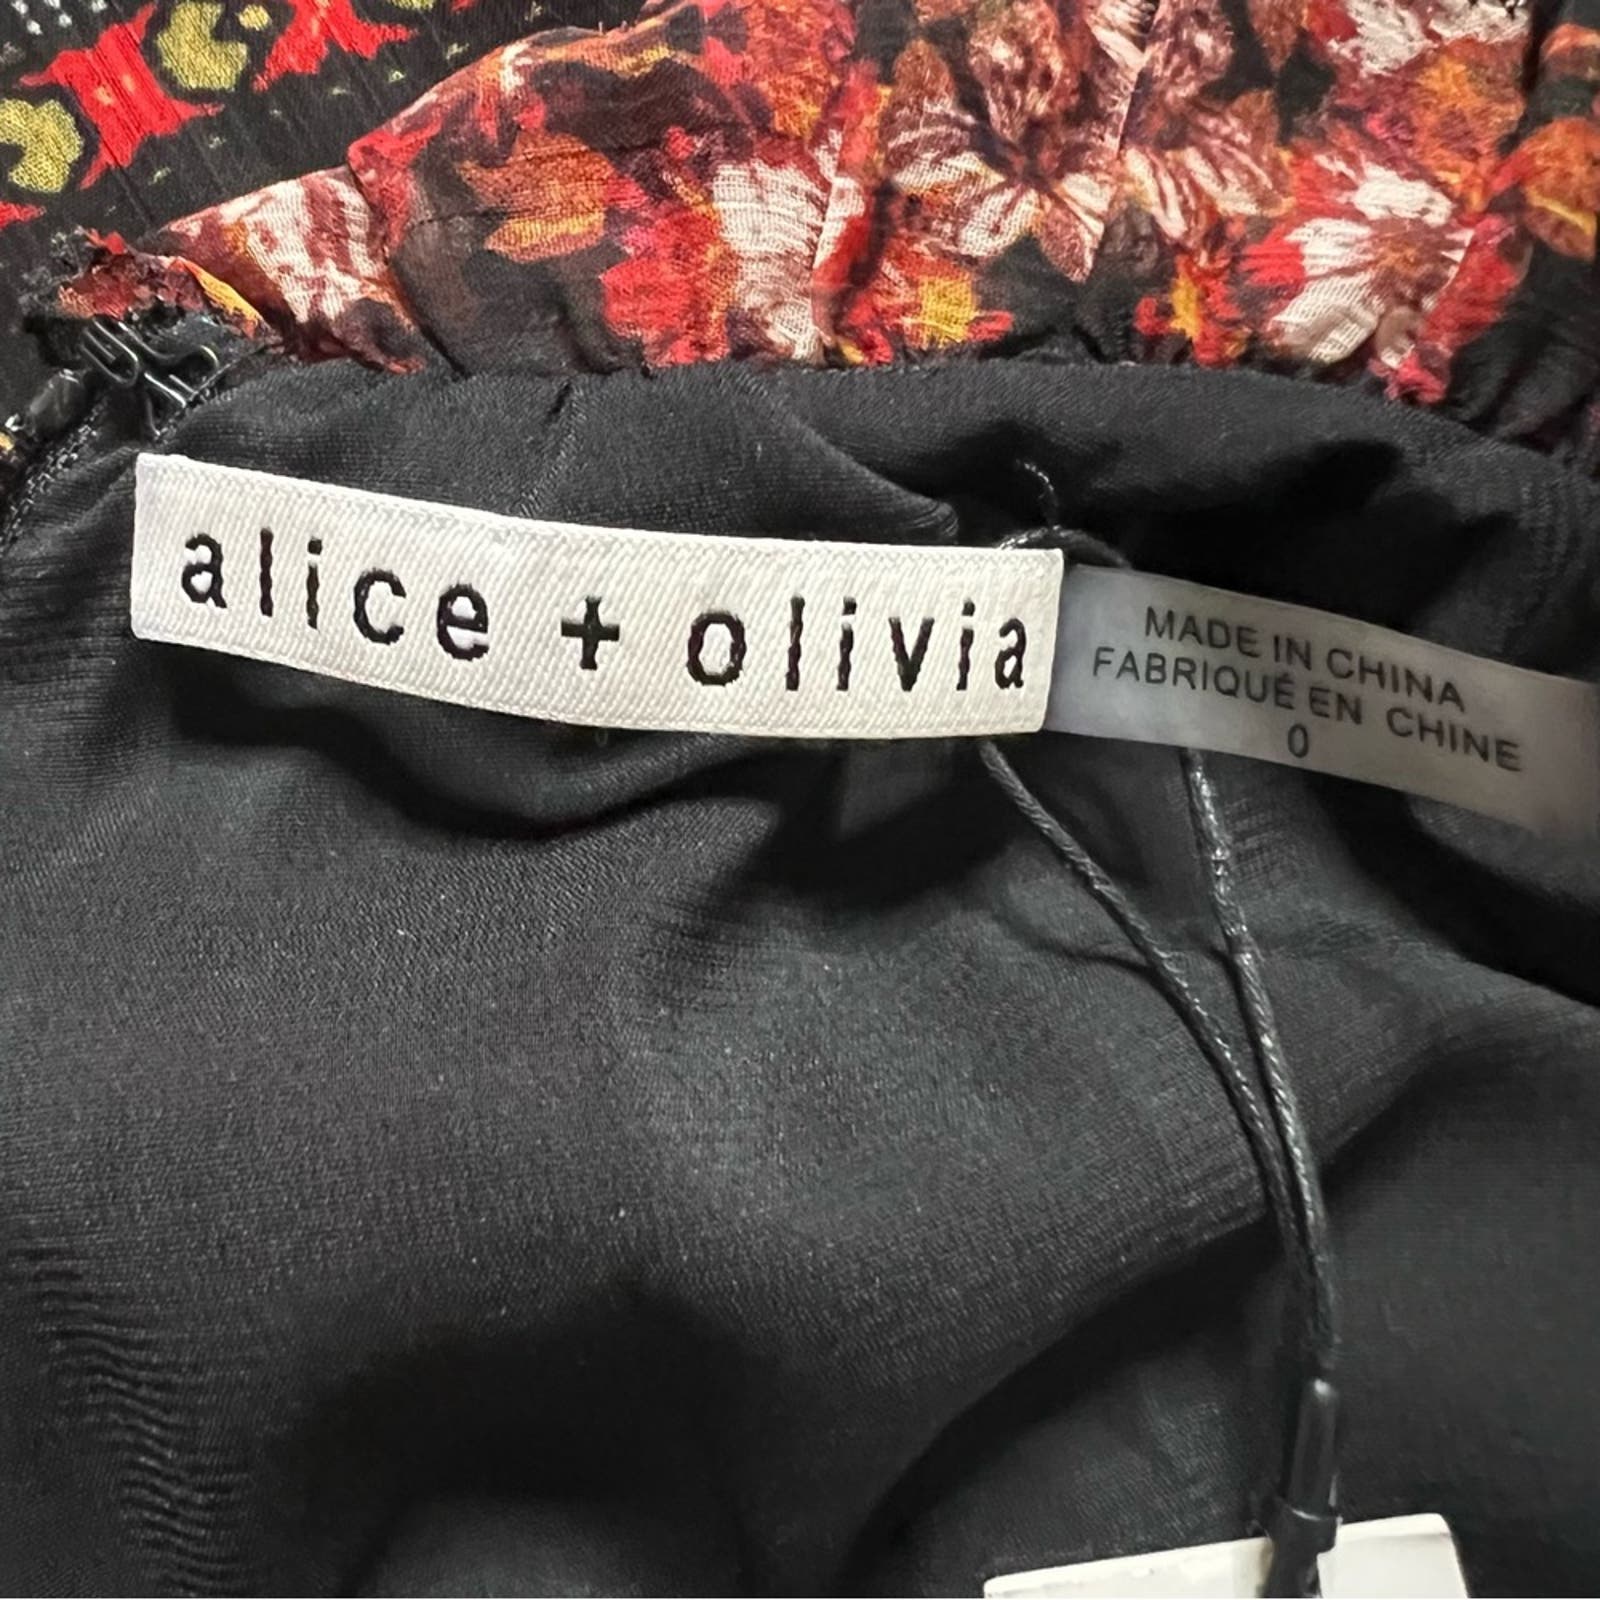 alice + olivia
MADE IN CHINA
FABRIQUÉ EN CHINE
0